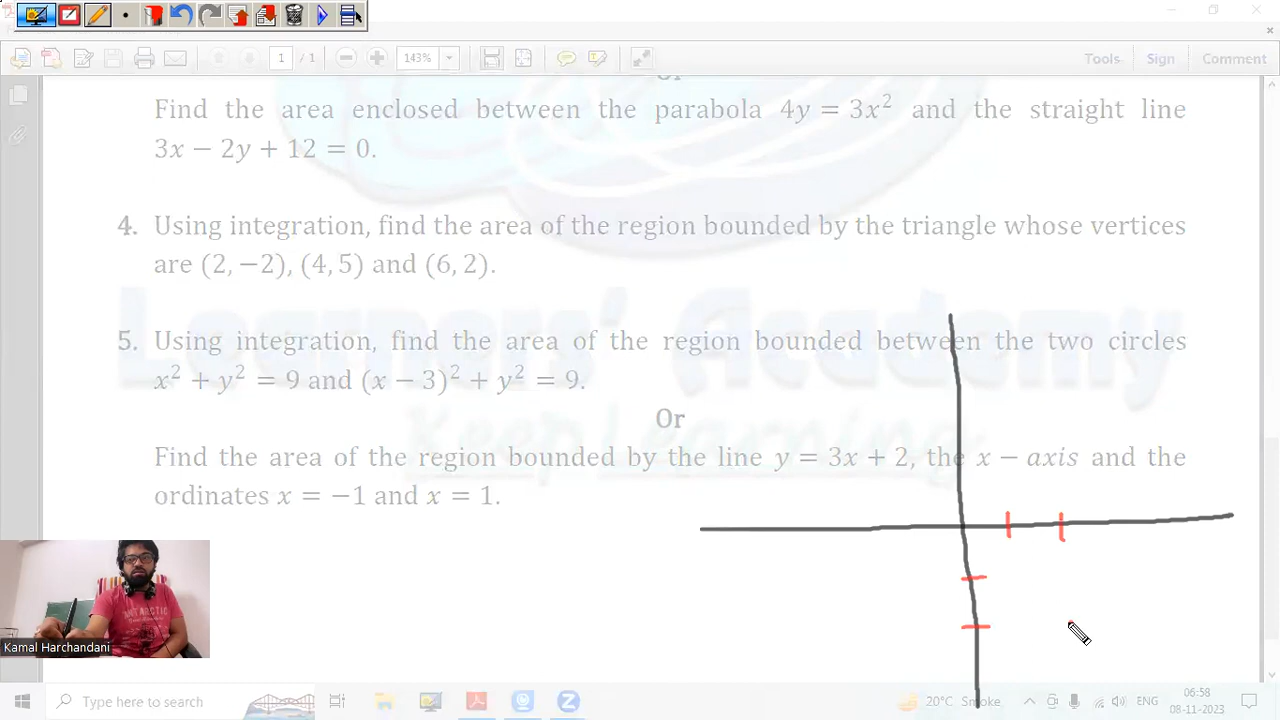 1 / 1
143%
Tools Sign Comment
Find the area enclosed between the parabola 4y = 3x² and the straight line
3x − 2y + 12 = 0.
4. Using integration, find the area of the region bounded by the triangle whose vertices
are (2, −2), (4, 5) and (6, 2).
5. Using integration, find the area of the region bounded between the two circles
x² + y² = 9 and (x − 3)² + y² = 9.
Or
Find the area of the region bounded by the line y = 3x + 2, the x − axis and the
ordinates x = −1 and x = 1.
Learners' Academy
Keep Learning
ANTARCTIC
Kamal Harchandani
Type here to search
20°C Smoke
ENG
06:58
08-11-2023